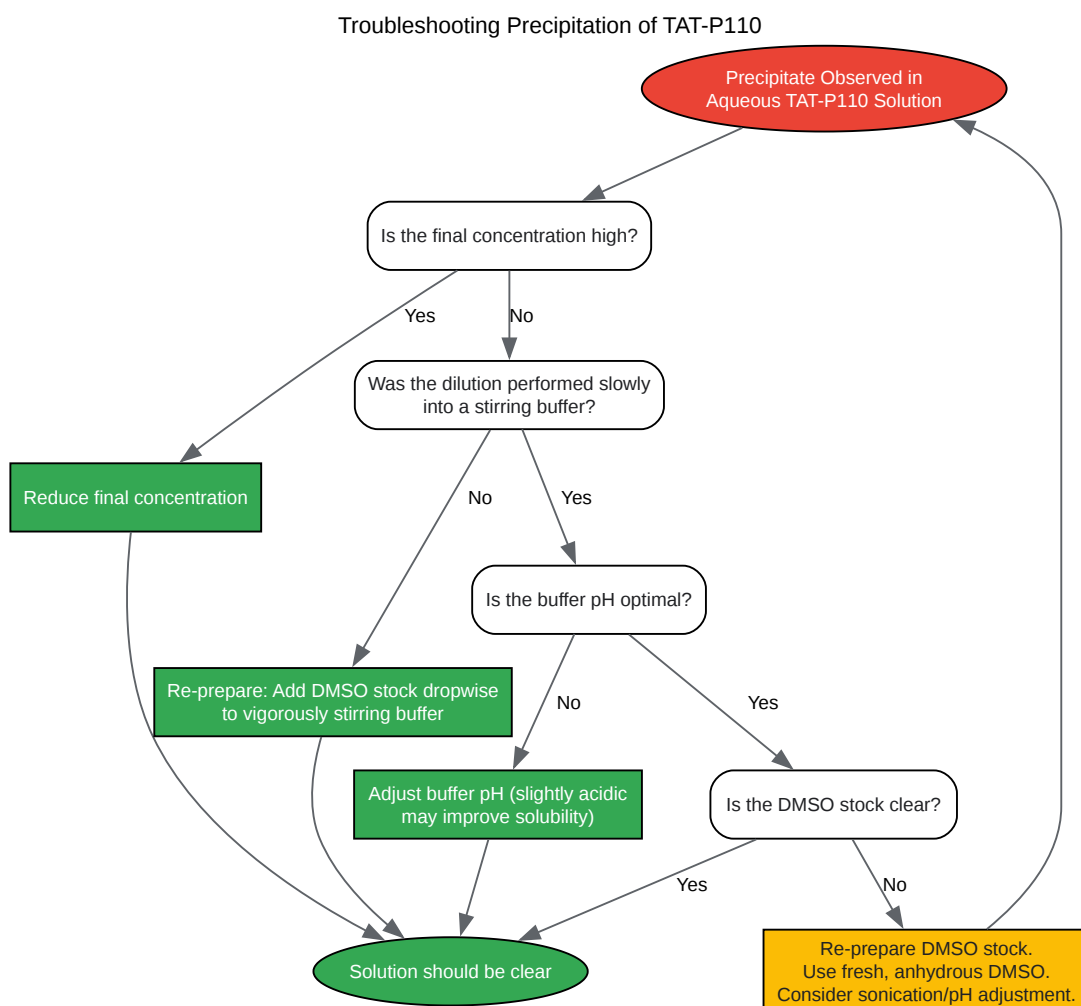 Troubleshooting Precipitation of TAT-P110
Precipitate Observed in
Aqueous TAT-P110 Solution
Is the final concentration high?
Yes
No
Was the dilution performed slowly
into a stirring buffer?
Reduce final concentration
No
Yes
Is the buffer pH optimal?
Re-prepare: Add DMSO stock dropwise
to vigorously stirring buffer
No
Yes
Adjust buffer pH (slightly acidic
may improve solubility)
Is the DMSO stock clear?
Yes
No
Solution should be clear
Re-prepare DMSO stock.
Use fresh, anhydrous DMSO.
Consider sonication/pH adjustment.